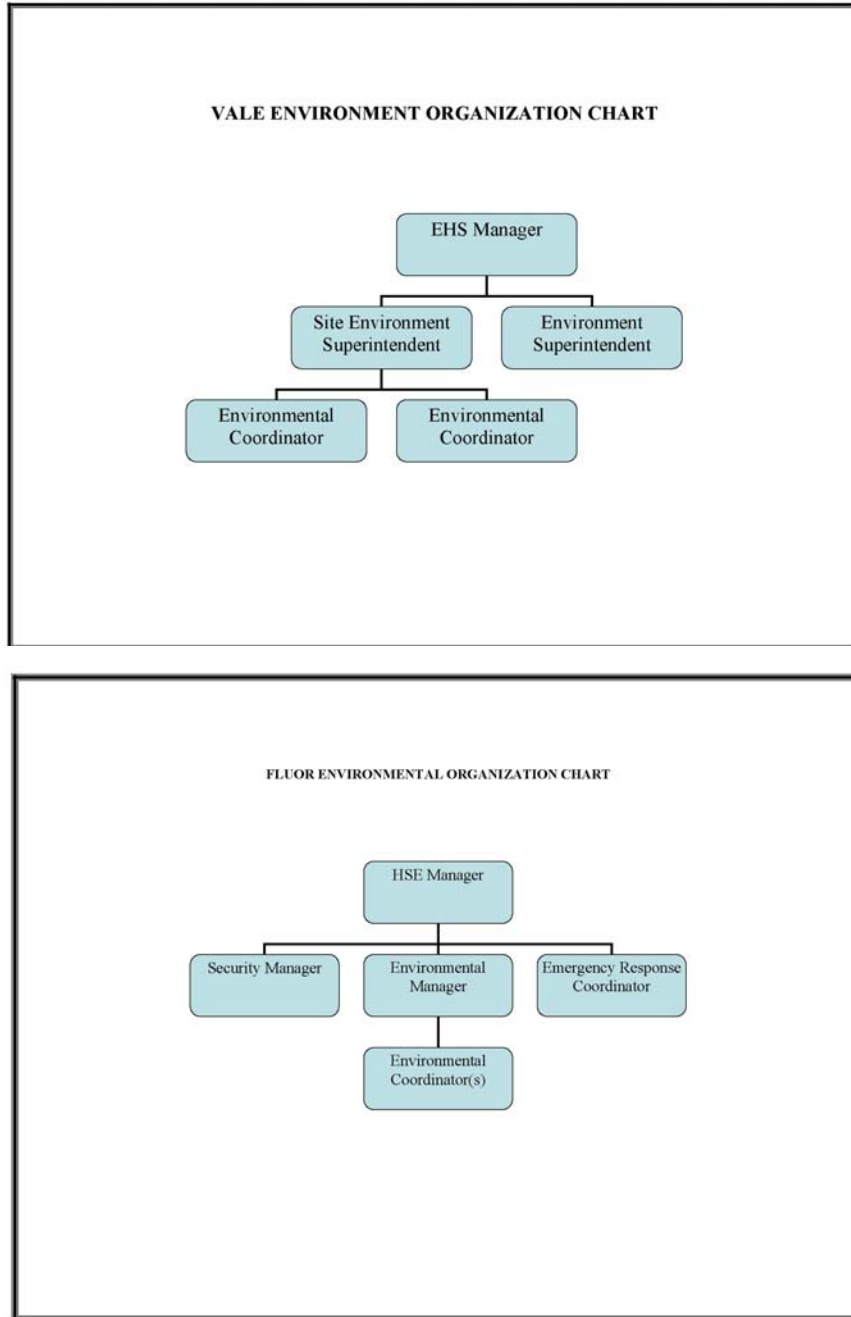 VALE ENVIRONMENT ORGANIZATION CHART
EHS Manager
Site Environment
Superintendent
Environment
Superintendent
Environmental
Coordinator
Environmental
Coordinator
FLUOR ENVIRONMENTAL ORGANIZATION CHART
HSE Manager
Security Manager
Environmental
Manager
Emergency Response
Coordinator
Environmental
Coordinator(s)